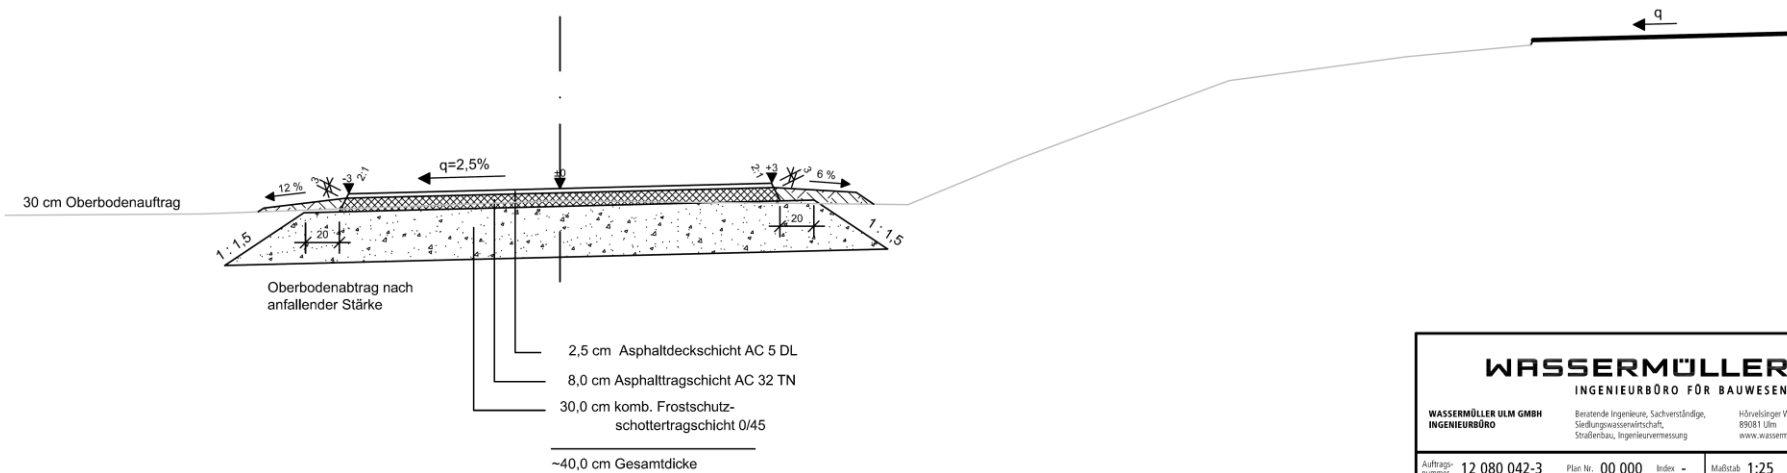 q
q=2,5%
12 %
3
-3
2:1
±0
2:1
+3
3
6 %
30 cm Oberbodenauftrag
1 : 1,5
20
20
1 : 1,5
Oberbodenabtrag nach
anfallender Stärke
2,5 cm Asphaltdeckschicht AC 5 DL
8,0 cm Asphalttragschicht AC 32 TN
30,0 cm komb. Frostschutz-
schottertragschicht 0/45
~40,0 cm Gesamtdicke
WASSERMÜLLER
INGENIEURBÜRO FÜR BAUWESEN
WASSERMÜLLER ULM GMBH
INGENIEURBÜRO
Beratende Ingenieure, Sachverständige,
Siedlungswasserwirtschaft,
Straßenbau, Ingenieurvermessung
Hörvelsinger
89081 Ulm
Auftrags-
12 080 042-3 Plan Nr. 00 000 Index - Maßstab 1:25